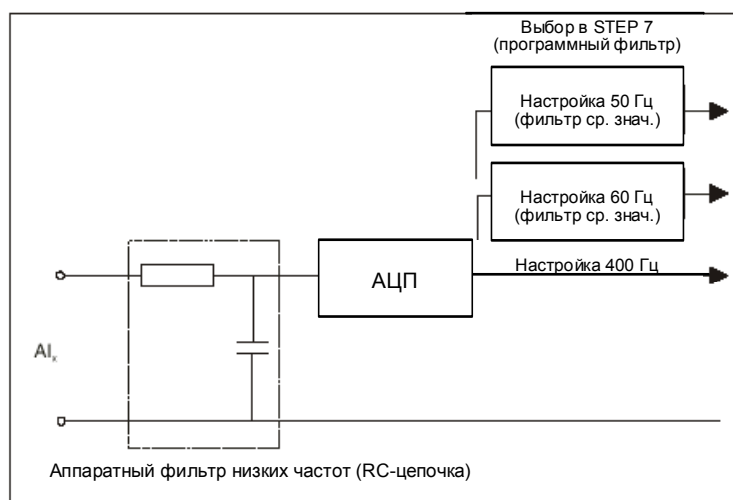 Выбор в STEP 7
(программный фильтр)
Настройка 50 Гц
(фильтр ср. знач.)
Настройка 60 Гц
(фильтр ср. знач.)
АЦП
Настройка 400 Гц
AIₓ
Аппаратный фильтр низких частот (RC-цепочка)